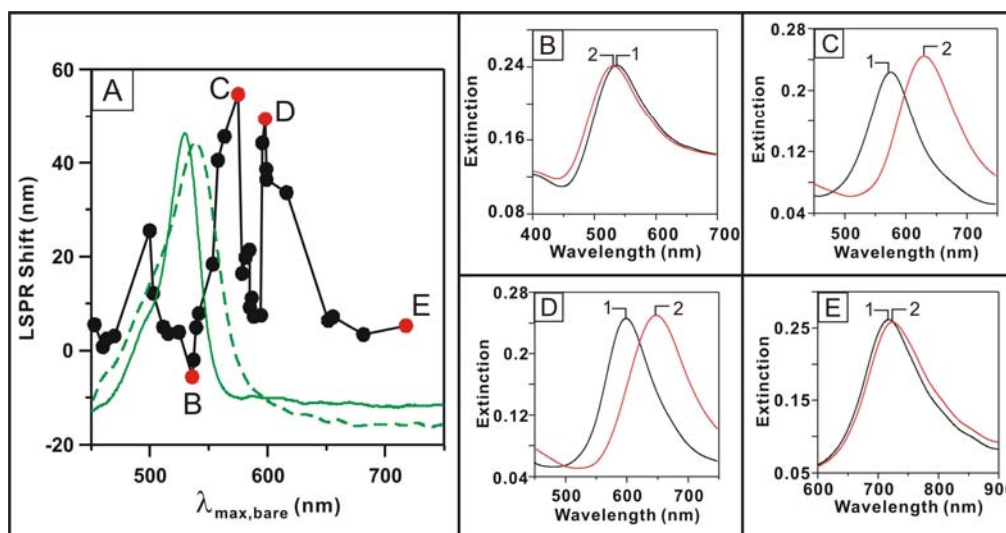 A
LSPR Shift (nm)
60
40
20
0
-20
500 600 700
λmax,bare (nm)
B
C
D
E
B
Extinction
0.24
0.16
0.08
2 1
400 500 600 700
Wavelength (nm)
C
Extinction
0.28
0.2
0.12
0.04
1 2
500 600 700
Wavelength (nm)
D
Extinction
0.28
0.2
0.12
0.04
1 2
500 600 700
Wavelength (nm)
E
Extinction
0.25
0.15
0.05
1 2
600 700 800 900
Wavelength (nm)